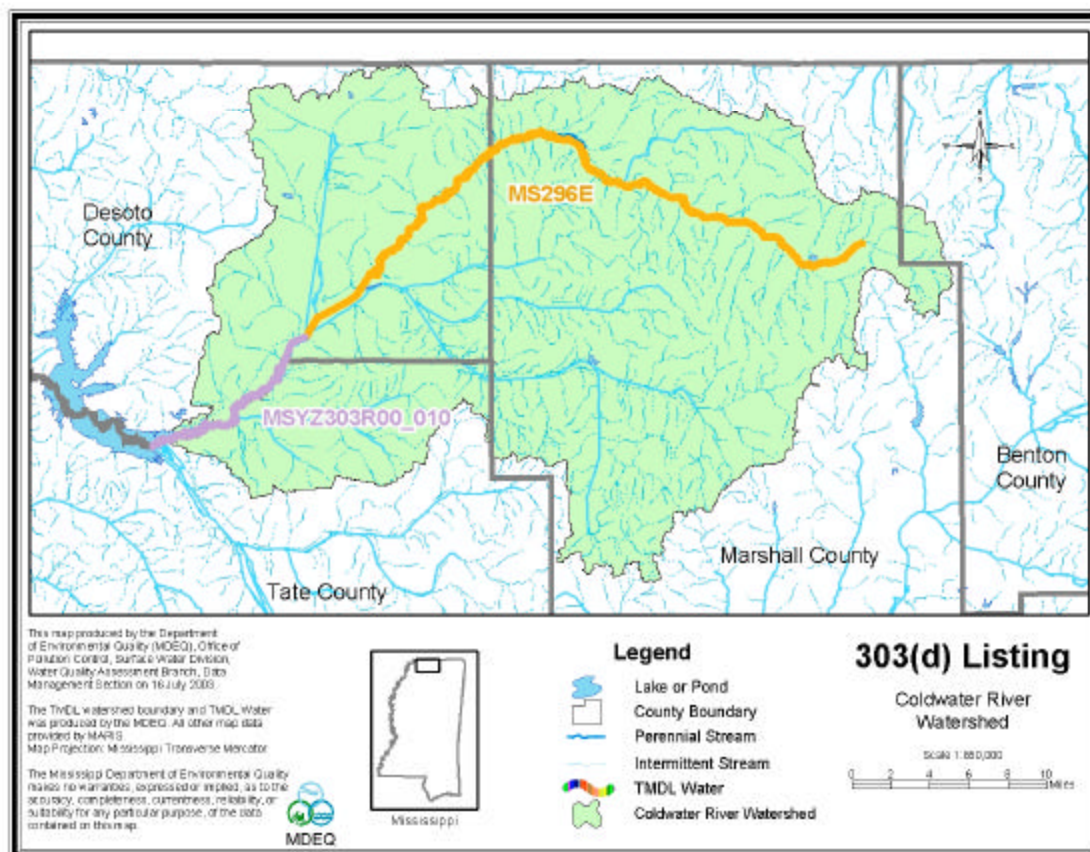 MS296E
Desoto
County
MSYZ303R00_010
Benton
County
Marshall County
Tate County
This map produced by the Department
of Environmental Quality (MDEQ), Office of
Pollution Control, Surface Water Division,
Water Quality Assessment Branch, Data
Management Section on 16 July 2003.
The TMDL watershed boundary and TMDL Water
was produced by the MDEQ. All other map data
provided by MARIS
Map Projection: Mississippi Transverse Mercator
The Mississippi Department of Environmental Quality
makes no warranties, expressed or implied, as to the
accuracy, completeness, currentness, reliability, or
suitability for any particular purpose, of the data
contained on this map.
MDEQ
Mississippi
Legend
Lake or Pond
County Boundary
Perennial Stream
Intermittent Stream
TMDL Water
Coldwater River Watershed
303(d) Listing
Coldwater River
Watershed
0 2 4 6 8 10
Miles